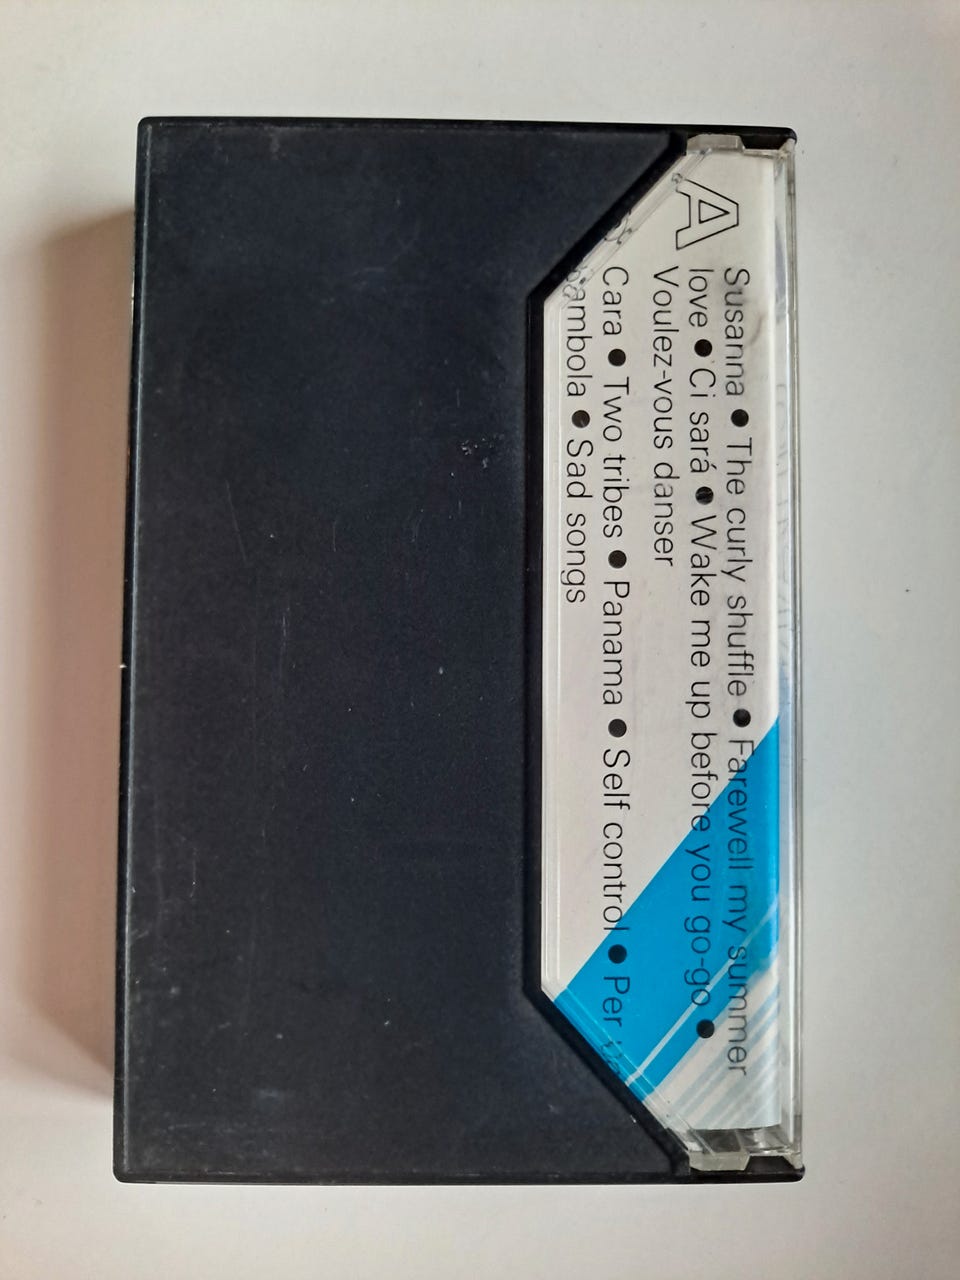 A
Susanna ● The curly shuffle ● Farewell my summer
love ● Ci sará ● Wake me up before you go-go ●
Voulez-vous danser
Cara ● Two tribes ● Panama ● Self control ● Per
bambola ● Sad songs